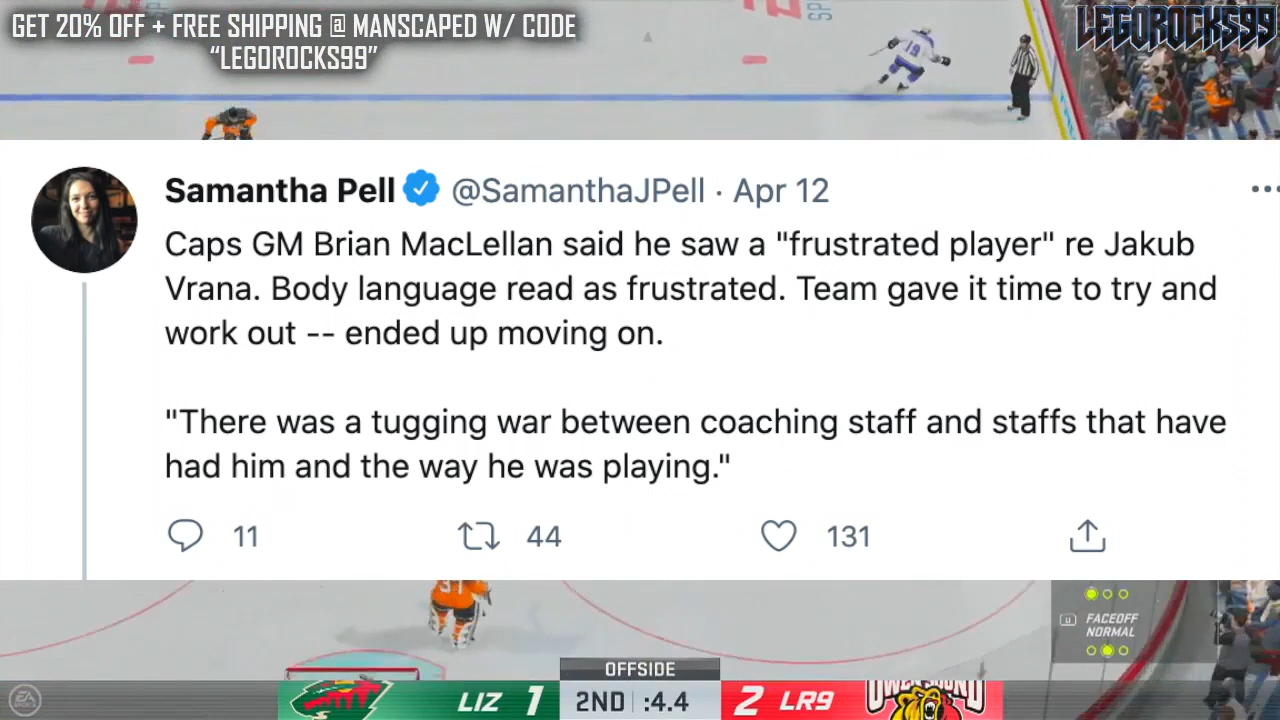 GET 20% OFF + FREE SHIPPING @ MANSCAPED W/ CODE
"LEGOROCKS99"
LEGOROCKS99
19
Samantha Pell @SamanthaJPell · Apr 12
Caps GM Brian MacLellan said he saw a "frustrated player" re Jakub
Vrana. Body language read as frustrated. Team gave it time to try and
work out -- ended up moving on.
"There was a tugging war between coaching staff and staffs that have
had him and the way he was playing."
11 44 131
FACEOFF
NORMAL
OFFSIDE
EA
LIZ 1 2ND :4.4 2 LR9
OWEN SOUND